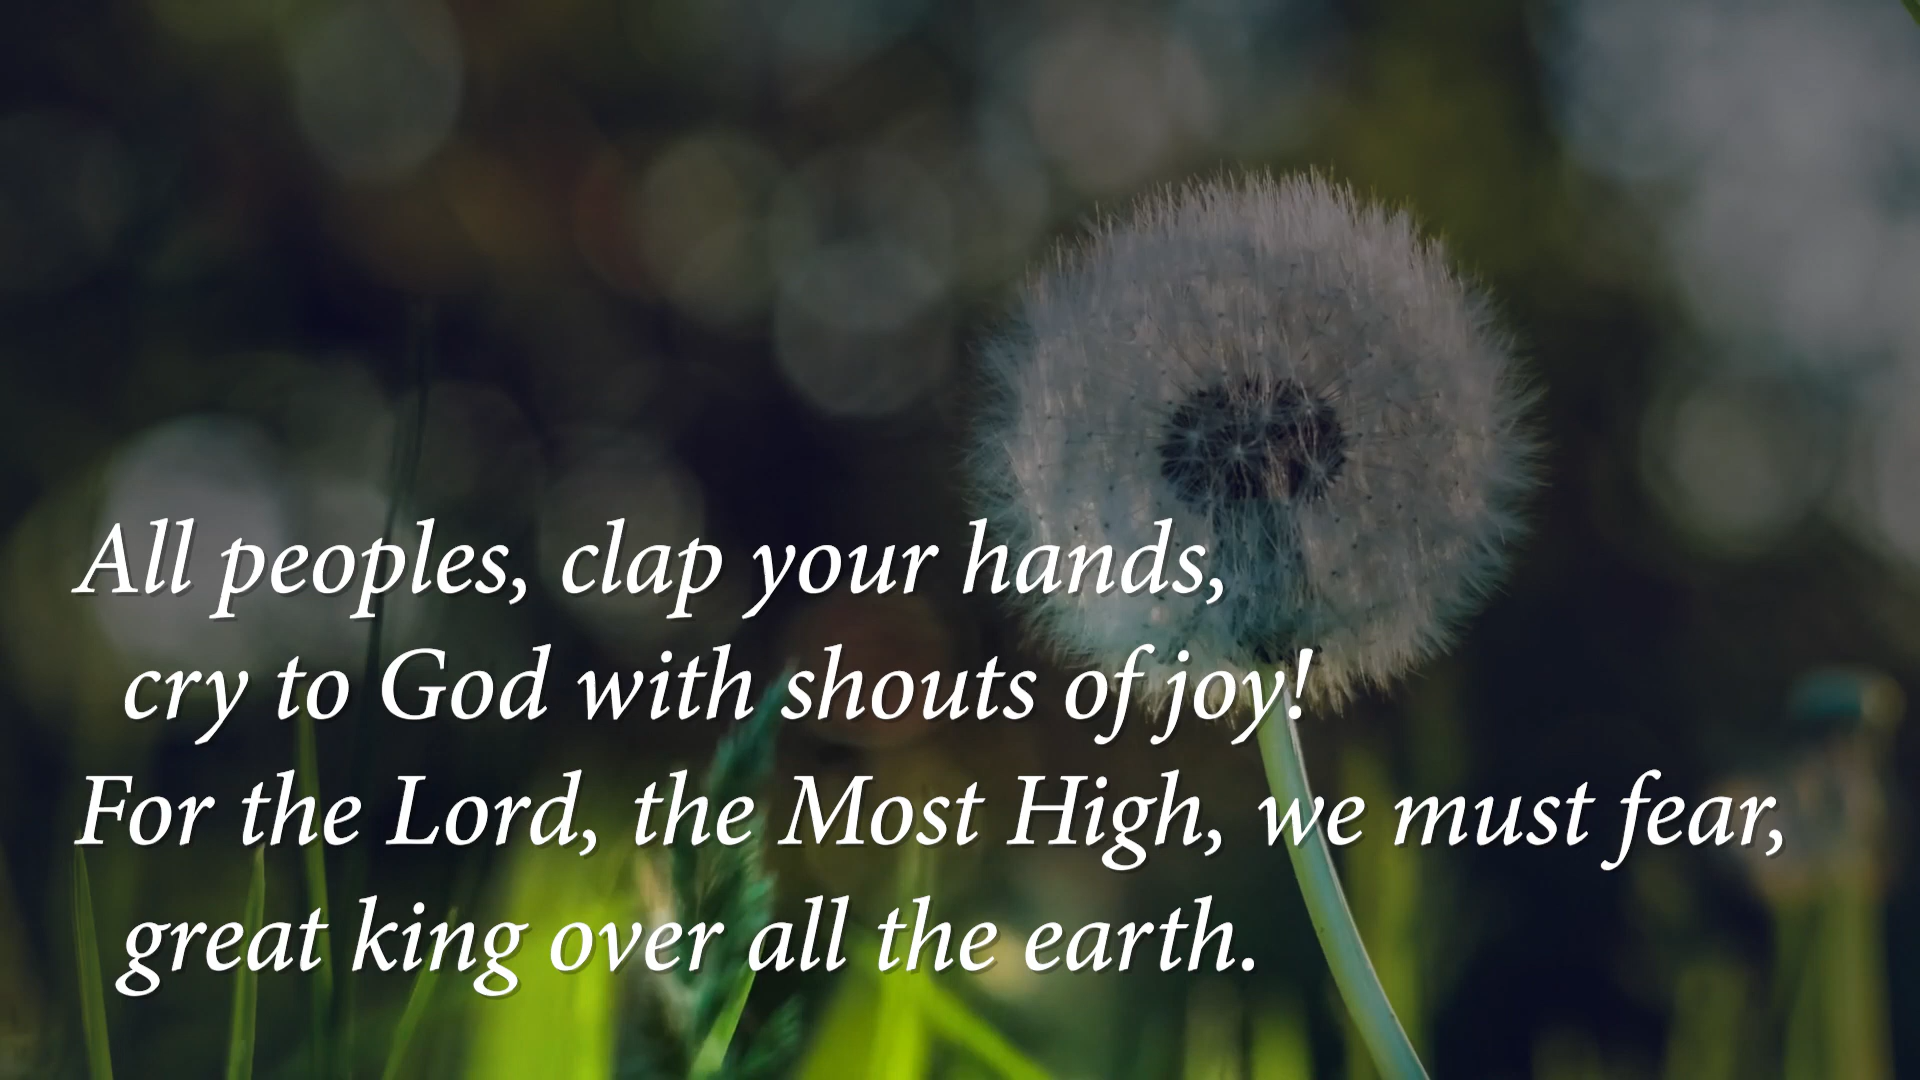 All peoples, clap your hands,
cry to God with shouts of joy!
For the Lord, the Most High, we must fear,
great king over all the earth.